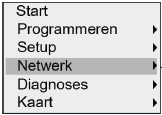 Start
Programmeren
Setup
Netwerk
Diagnoses
Kaart